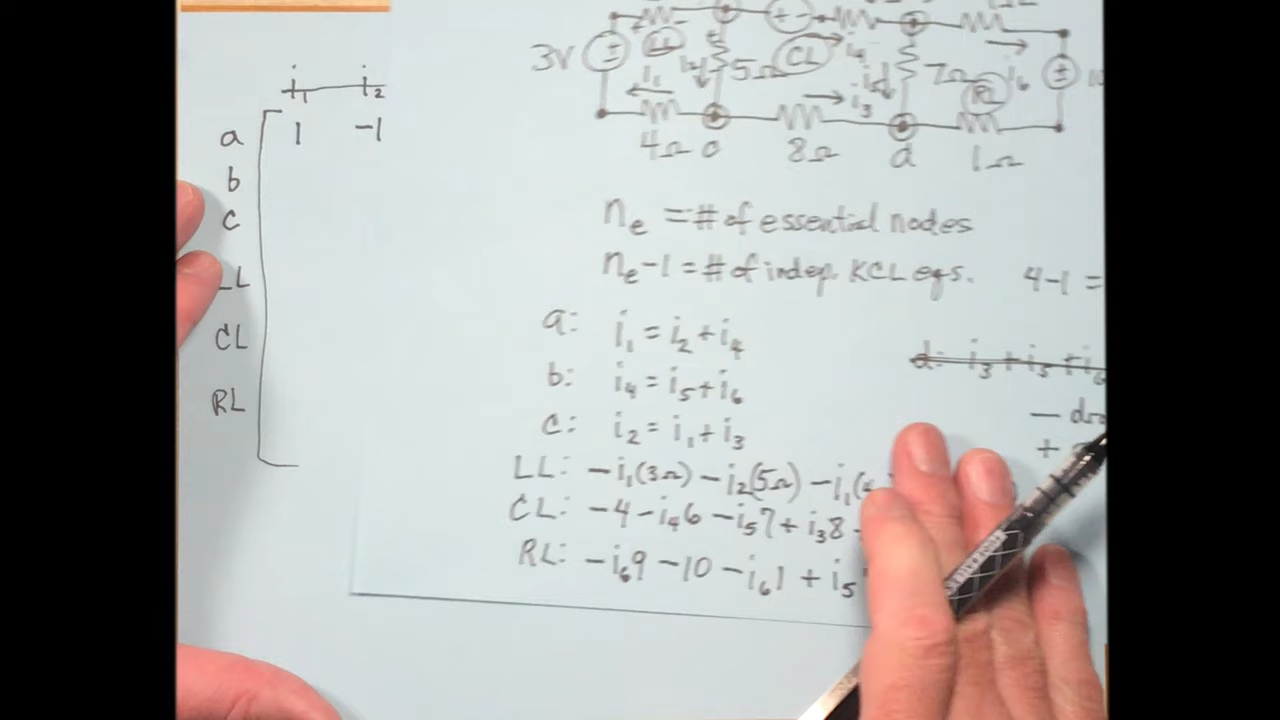 i₁ i₂
a 1 -1
b
c
LL
CL
RL
3V LL i₁ 5Ω CL i₄ 7Ω RL i₆
i₃
4Ω c 8Ω d 1Ω
nₑ = # of essential nodes
nₑ-1 = # of indep. KCL eqs. 4-1 =
a: i₁ = i₂ + i₄
b: i₄ = i₅ + i₆
c: i₂ = i₁ + i₃
d: i₃ + i₅ + i₆
LL: -i₁(3Ω) - i₂(5Ω) - i₁(
CL: -4 - i₄6 - i₅7 + i₃8
RL: -i₆9 - 10 - i₆1 + i₅